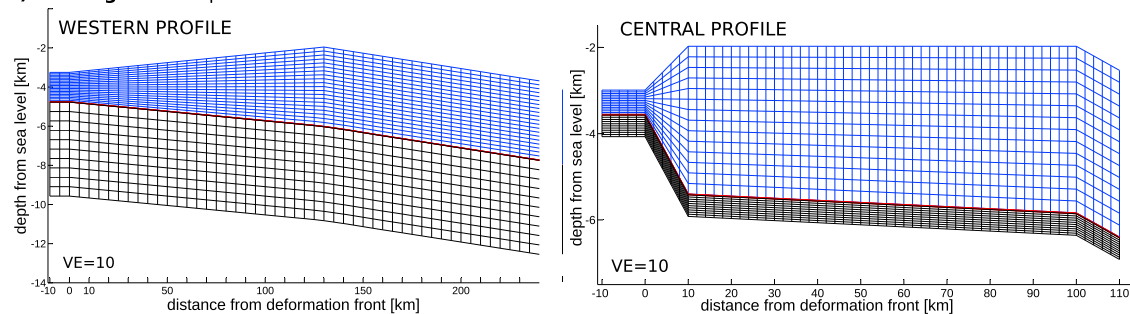 WESTERN PROFILE
-2
-4
-6
-8
-10
-12
-14
depth from sea level [km]
VE=10
-10 0 10 50 100 150 200
distance from deformation front [km]
CENTRAL PROFILE
-2
-4
-6
depth from sea level [km]
VE=10
-10 0 10 20 30 40 50 60 70 80 90 100 110
distance from deformation front [km]